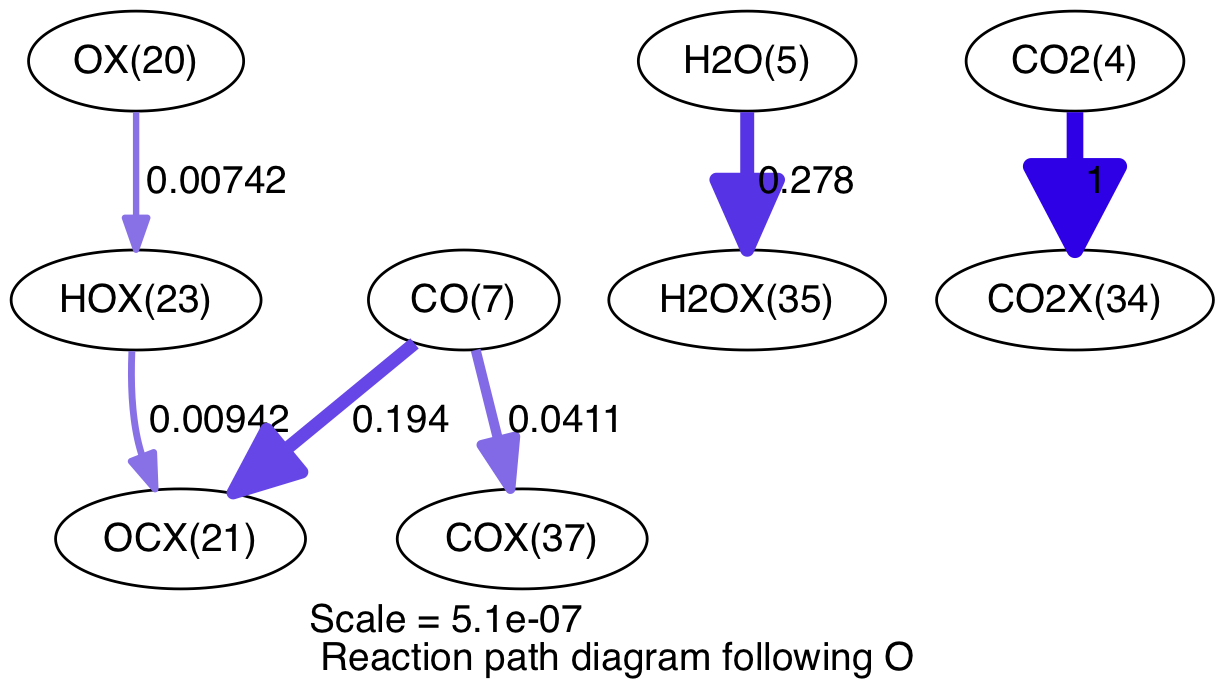 OX(20)
H2O(5)
CO2(4)
0.00742
0.278
1
HOX(23)
CO(7)
H2OX(35)
CO2X(34)
0.00942
0.194
0.0411
OCX(21)
COX(37)
Scale = 5.1e-07
Reaction path diagram following O